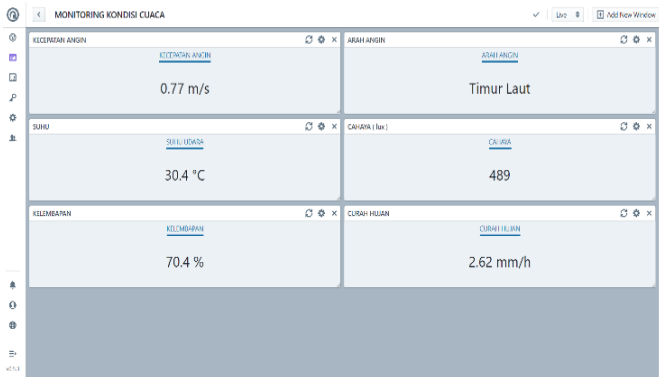 MONITORING KONDISI CUACA
Live
Add New Window
KECEPATAN ANGIN
KECEPATAN ANGIN
0.77 m/s
ARAH ANGIN
ARAH ANGIN
Timur Laut
SUHU
SUHU UDARA
30.4 °C
CAHAYA ( lux )
CAHAYA
489
KELEMBAPAN
KELEMBAPAN
70.4 %
CURAH HUJAN
CURAH HUJAN
2.62 mm/h